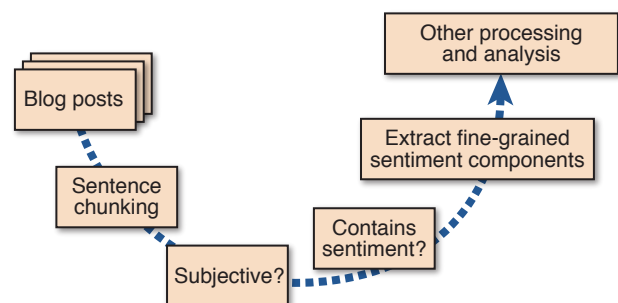 Blog posts
Sentence
chunking
Subjective?
Contains
sentiment?
Extract fine-grained
sentiment components
Other processing
and analysis